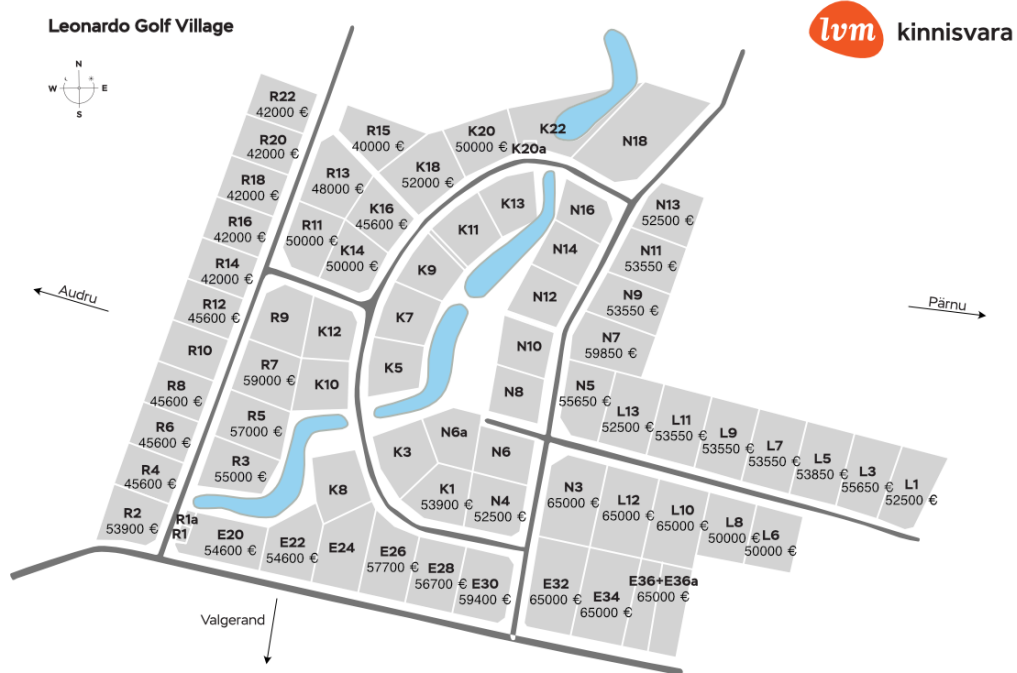 Leonardo Golf Village
lvm kinnisvara
N
W E
S
Audru
Pärnu
Valgerand
R22
42000 €
R20
42000 €
R18
42000 €
R16
42000 €
R14
42000 €
R12
45600 €
R10
R8
45600 €
R6
45600 €
R4
45600 €
R2
53900 €
R15
40000 €
R13
48000 €
R11
50000 €
K14
50000 €
K16
45600 €
K18
52000 €
K20
50000 €
K20a
K22
N18
K13
K11
K9
K7
K5
N16
N14
N12
N10
N8
N13
52500 €
N11
53550 €
N9
53550 €
N7
59850 €
N5
55650 €
L13
52500 €
L11
53550 €
L9
53550 €
L7
53550 €
L5
53850 €
L3
55650 €
L1
52500 €
R9
K12
R7
59000 €
K10
R5
57000 €
R3
55000 €
K8
K3
N6a
N6
K1
53900 €
N4
52500 €
R1a
R1
E20
54600 €
E22
54600 €
E24
E26
57700 €
E28
56700 €
E30
59400 €
N3
65000 €
L12
65000 €
L10
65000 €
L8
50000 €
L6
50000 €
E32
65000 €
E34
65000 €
E36+E36a
65000 €